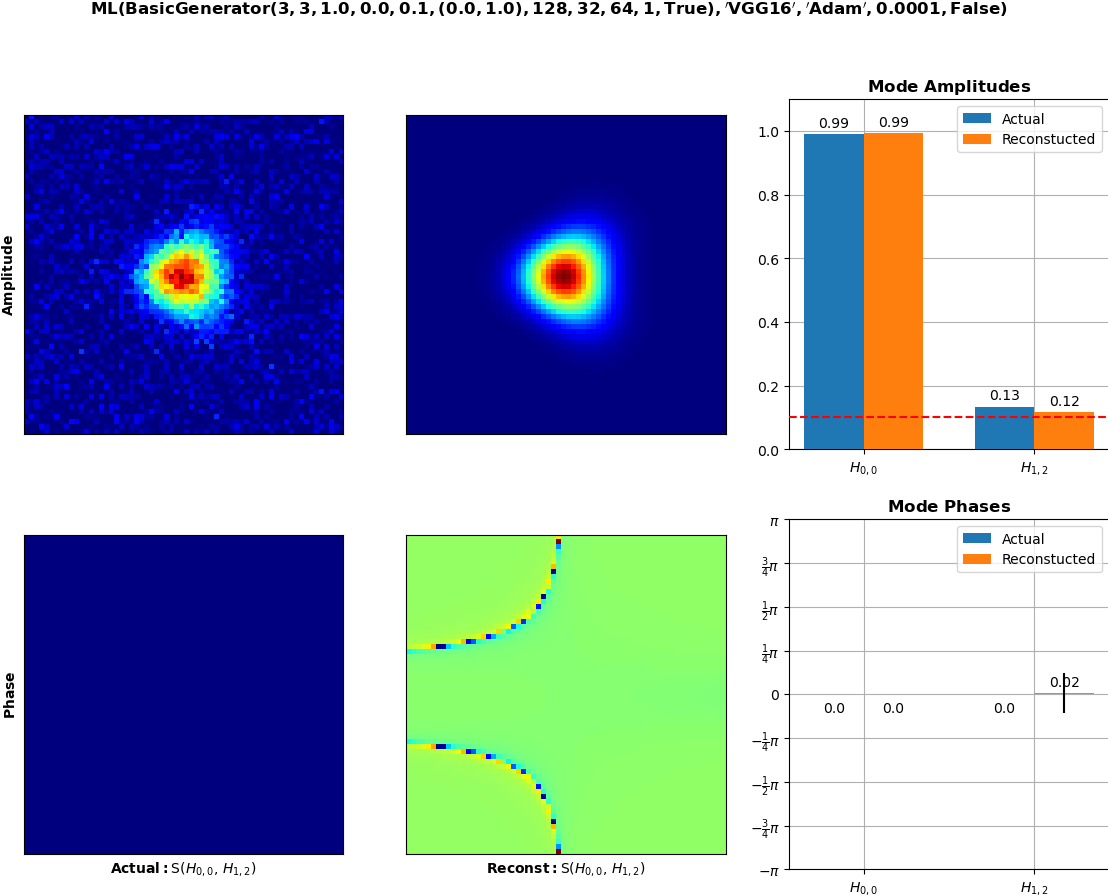 ML(BasicGenerator(3, 3, 1.0, 0.0, 0.1, (0.0, 1.0), 128, 32, 64, 1, True), ′VGG16′, ′Adam′, 0.0001, False)
Mode Amplitudes
Actual
Reconstucted
0.99
0.99
0.13
0.12
1.0
0.8
0.6
0.4
0.2
0.0
H0, 0
H1, 2
Amplitude
Mode Phases
Actual
Reconstucted
π
3/4π
1/2π
1/4π
0
−1/4π
−1/2π
−3/4π
−π
0.0
0.0
0.0
0.02
H0, 0
H1, 2
Phase
Actual: S(H0, 0, H1, 2)
Reconst: S(H0, 0, H1, 2)